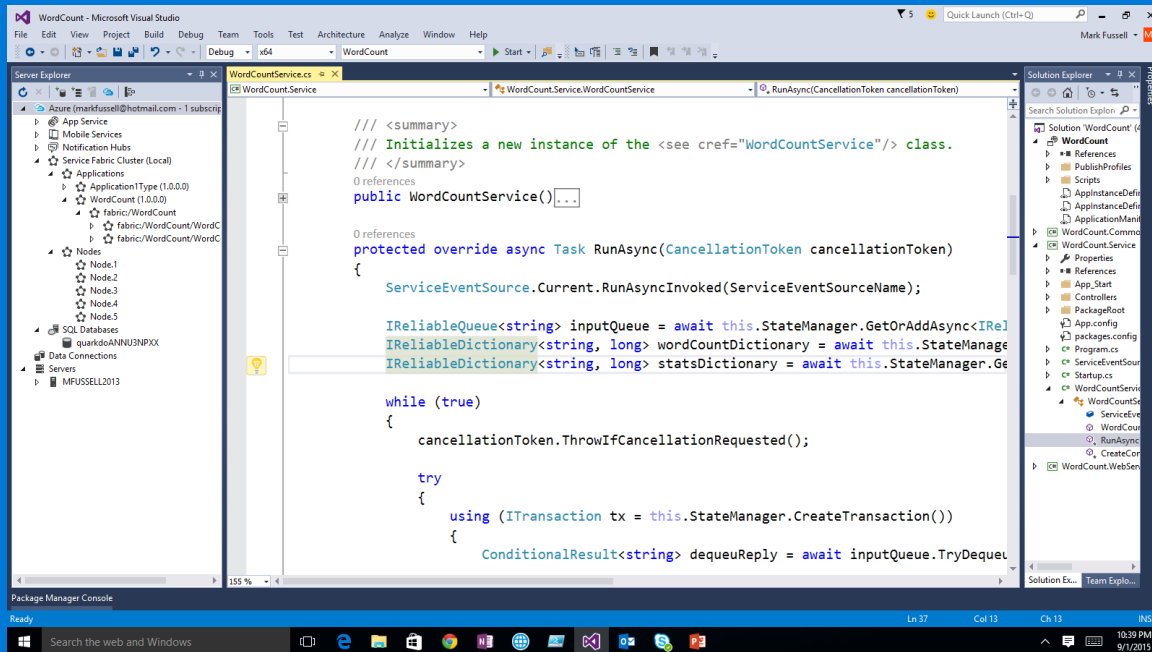 WordCount - Microsoft Visual Studio
5
Quick Launch (Ctrl+Q)
File Edit View Project Build Debug Team Tools Test Architecture Analyze Window Help
Mark Fussell
M
Debug x64 WordCount Start
Server Explorer
Azure (markfussell@hotmail.com - 1 subscrip
App Service
Mobile Services
Notification Hubs
Service Fabric Cluster (Local)
Applications
Application1Type (1.0.0.0)
WordCount (1.0.0.0)
fabric:/WordCount
fabric:/WordCount/WordC
fabric:/WordCount/WordC
Nodes
Node.1
Node.2
Node.3
Node.4
Node.5
SQL Databases
quarkdoANNU3NPXX
Data Connections
Servers
MFUSSELL2013
WordCountService.cs
WordCount.Service
WordCount.Service.WordCountService
RunAsync(CancellationToken cancellationToken)
/// <summary>
/// Initializes a new instance of the <see cref="WordCountService"/> class.
/// </summary>
0 references
public WordCountService()...
0 references
protected override async Task RunAsync(CancellationToken cancellationToken)
{
ServiceEventSource.Current.RunAsyncInvoked(ServiceEventSourceName);
IReliableQueue<string> inputQueue = await this.StateManager.GetOrAddAsync<IRel
IReliableDictionary<string, long> wordCountDictionary = await this.StateManage
IReliableDictionary<string, long> statsDictionary = await this.StateManager.Ge
while (true)
{
cancellationToken.ThrowIfCancellationRequested();
try
{
using (ITransaction tx = this.StateManager.CreateTransaction())
{
ConditionalResult<string> dequeuReply = await inputQueue.TryDequeu
155 %
Solution Explorer
Search Solution Explor
Solution 'WordCount' (4
WordCount
References
PublishProfiles
Scripts
AppInstanceDefin
AppInstanceDefin
ApplicationManif
WordCount.Commo
WordCount.Service
Properties
References
App_Start
Controllers
PackageRoot
App.config
packages.config
Program.cs
ServiceEventSour
Startup.cs
WordCountServic
WordCountSe
ServiceEve
WordCour
RunAsync
CreateCor
WordCount.WebServ
Solution Ex... Team Explo...
Properties
Package Manager Console
Ready
Ln 37 Col 13 Ch 13 INS
Search the web and Windows
10:39 PM
9/1/2015